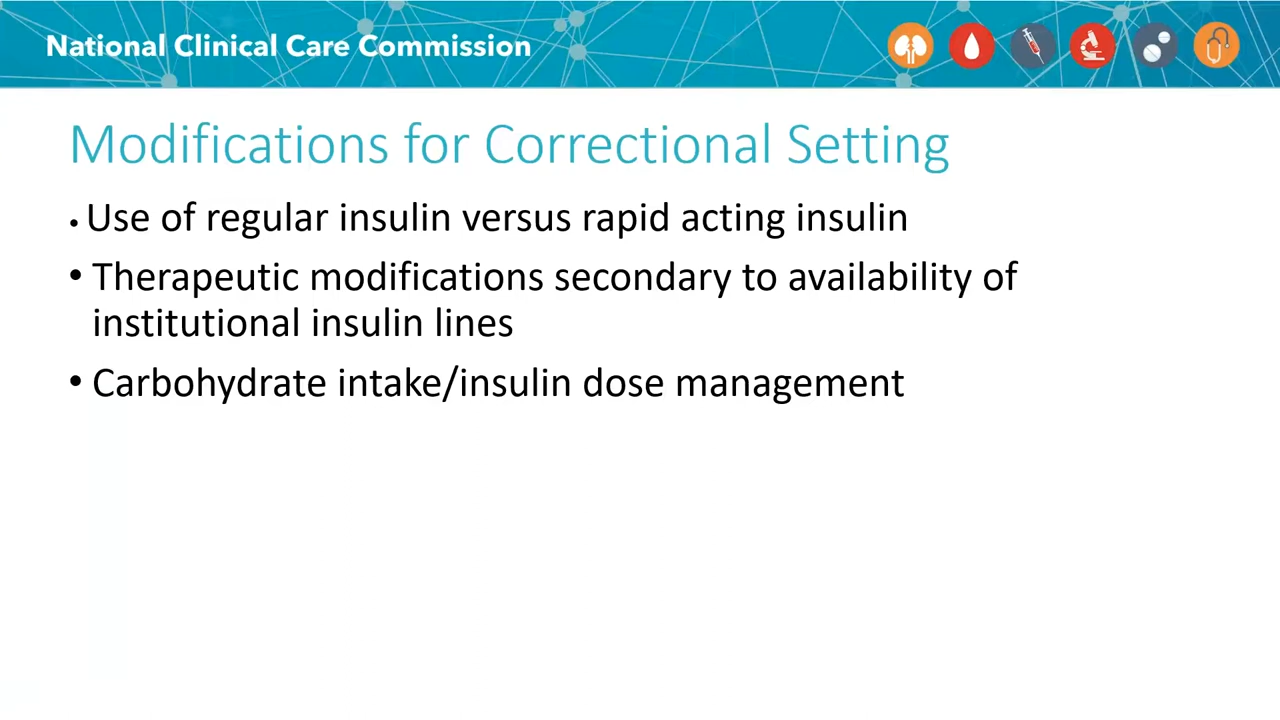 National Clinical Care Commission
Modifications for Correctional Setting
• Use of regular insulin versus rapid acting insulin
• Therapeutic modifications secondary to availability of
institutional insulin lines
• Carbohydrate intake/insulin dose management